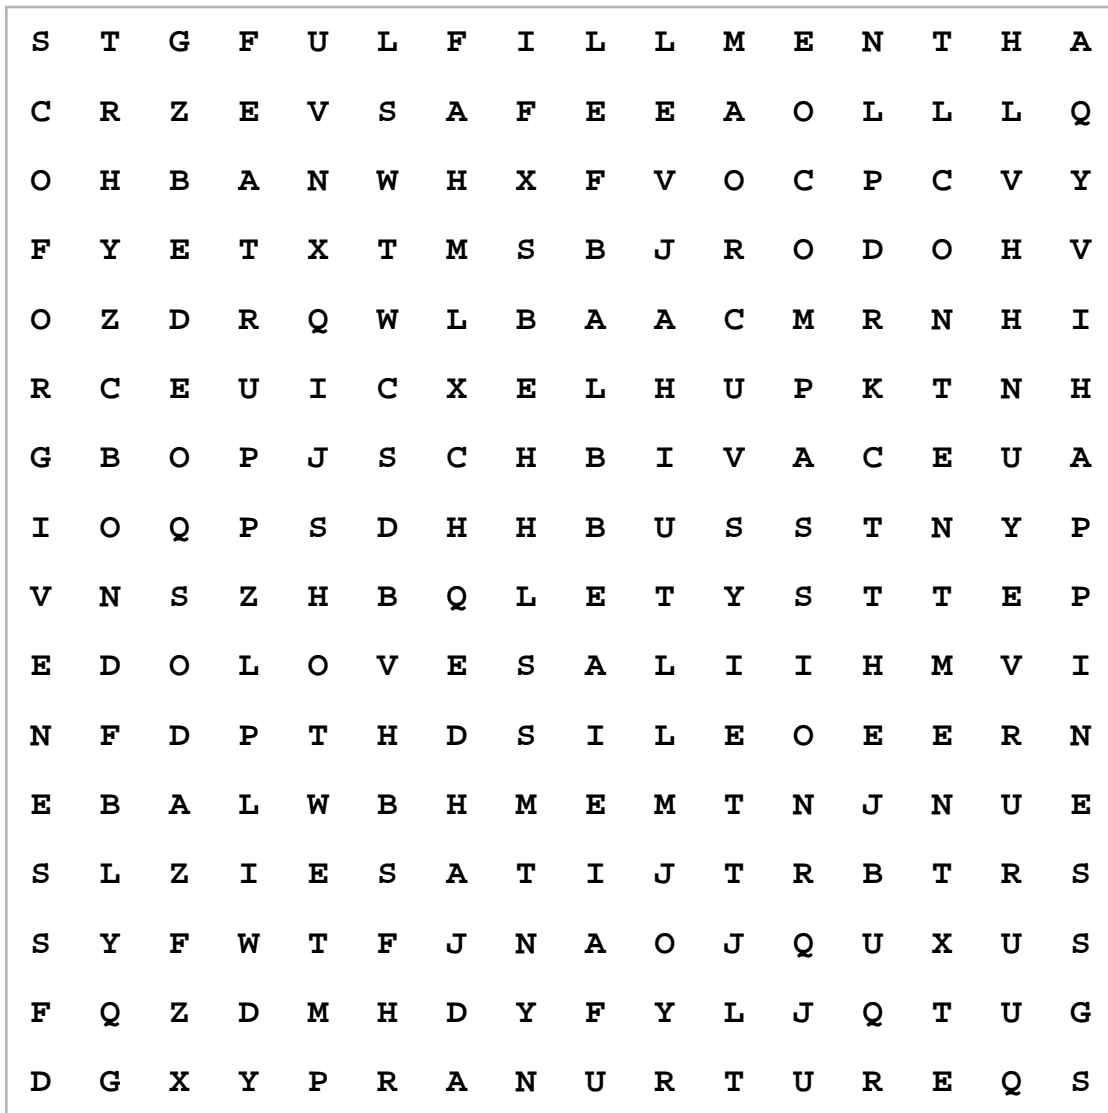 S T G F U L F I L L M E N T H A
C R Z E V S A F E E A O L L L Q
O H B A N W H X F V O C P C V Y
F Y E T X T M S B J R O D O H V
O Z D R Q W L B A A C M R N H I
R C E U I C X E L H U P K T N H
G B O P J S C H B I V A C E U A
I O Q P S D H H B U S S T N Y P
V N S Z H B Q L E T Y S T T E P
E D O L O V E S A L I I H M V I
N F D P T H D S I L E O E E R N
E B A L W B H M E M T N J N U E
S L Z I E S A T I J T R B T R S
S Y F W T F J N A O J Q U X U S
F Q Z D M H D Y F Y L J Q T U G
D G X Y P R A N U R T U R E Q S